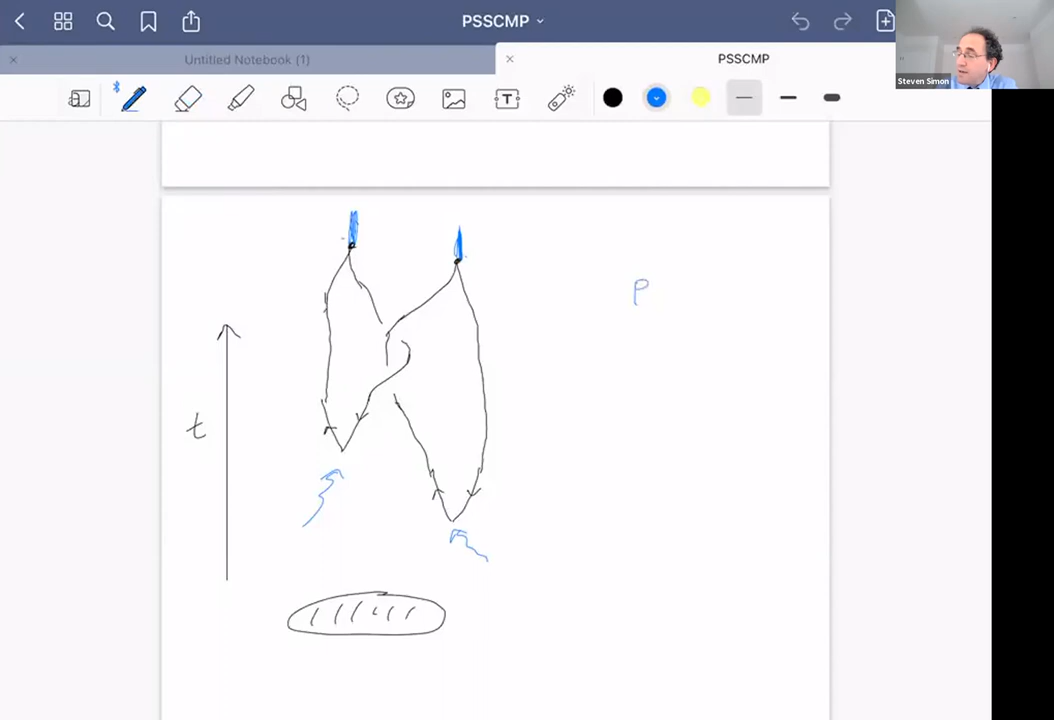 PSSCMP
Untitled Notebook (1)
PSSCMP
T
Steven Simon
P
t